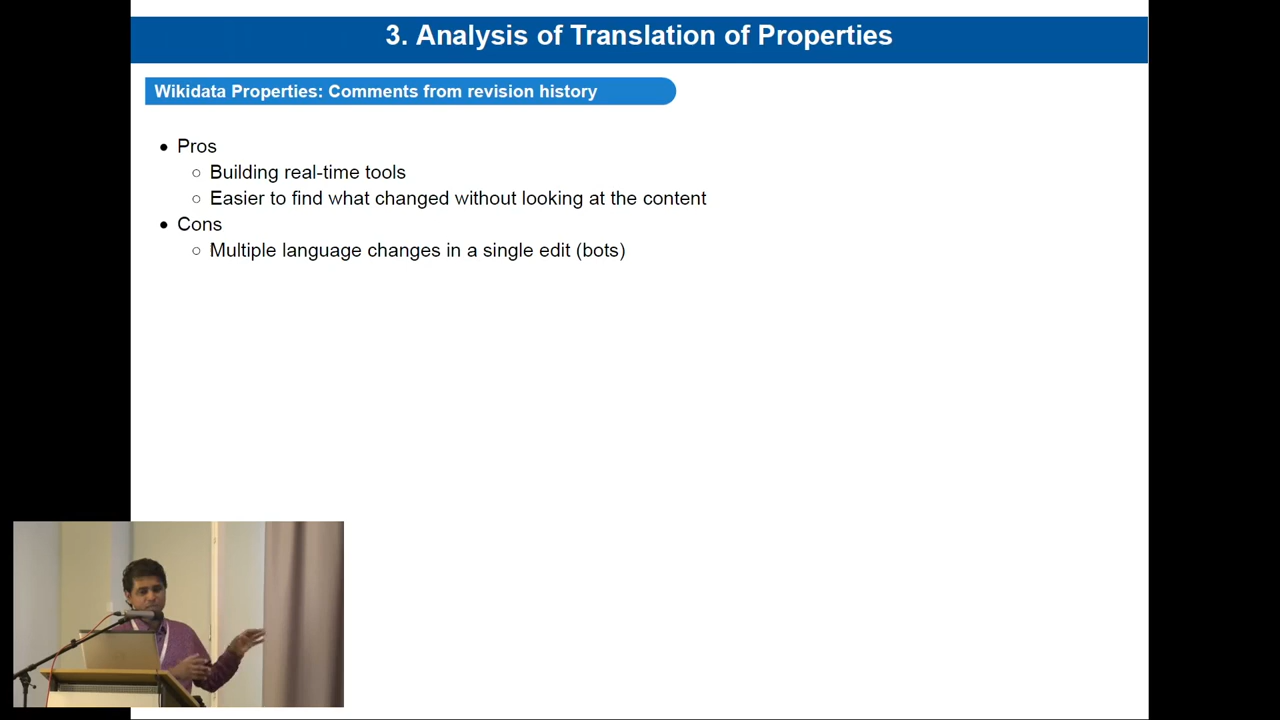 3. Analysis of Translation of Properties
Wikidata Properties: Comments from revision history
● Pros
○ Building real-time tools
○ Easier to find what changed without looking at the content
● Cons
○ Multiple language changes in a single edit (bots)